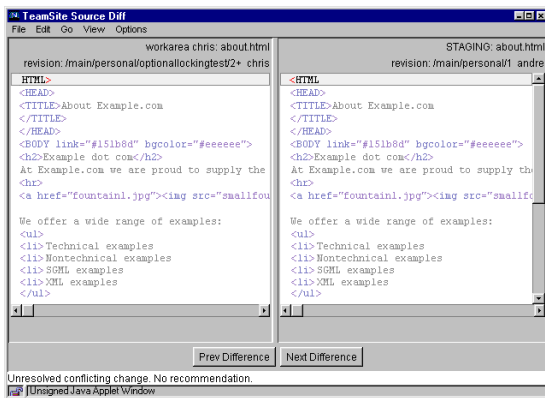 TeamSite Source Diff
File Edit Go View Options
workarea chris: about.html
revision: /main/personal/optionallockingtest/2+ chris
HTML>
<HEAD>
<TITLE>About Example.com
</TITLE>
</HEAD>
<BODY link="#151b8d" bgcolor="#eeeeee">
<h2>Example dot com</h2>
At Example.com we are proud to supply the
<hr>
<a href="fountain1.jpg"><img src="smallfou
We offer a wide range of examples:
<ul>
<li>Technical examples
<li>Nontechnical examples
<li>SGML examples
<li>XML examples
</ul>
STAGING: about.html
revision: /main/personal/1 andre
<HTML
<HEAD>
<TITLE>About Example.com
</TITLE>
</HEAD>
<BODY link="#151b8d" bgcolor="#eeeeee">
<h2>Example dot com</h2>
At Example.com we are proud to supply th
<hr>
<a href="fountain1.jpg"><img src="smallfo
We offer a wide range of examples:
<ul>
<li>Technical examples
<li>Nontechnical examples
<li>SGML examples
<li>XML examples
</ul>
Prev Difference Next Difference
Unresolved conflicting change. No recommendation.
Unsigned Java Applet Window